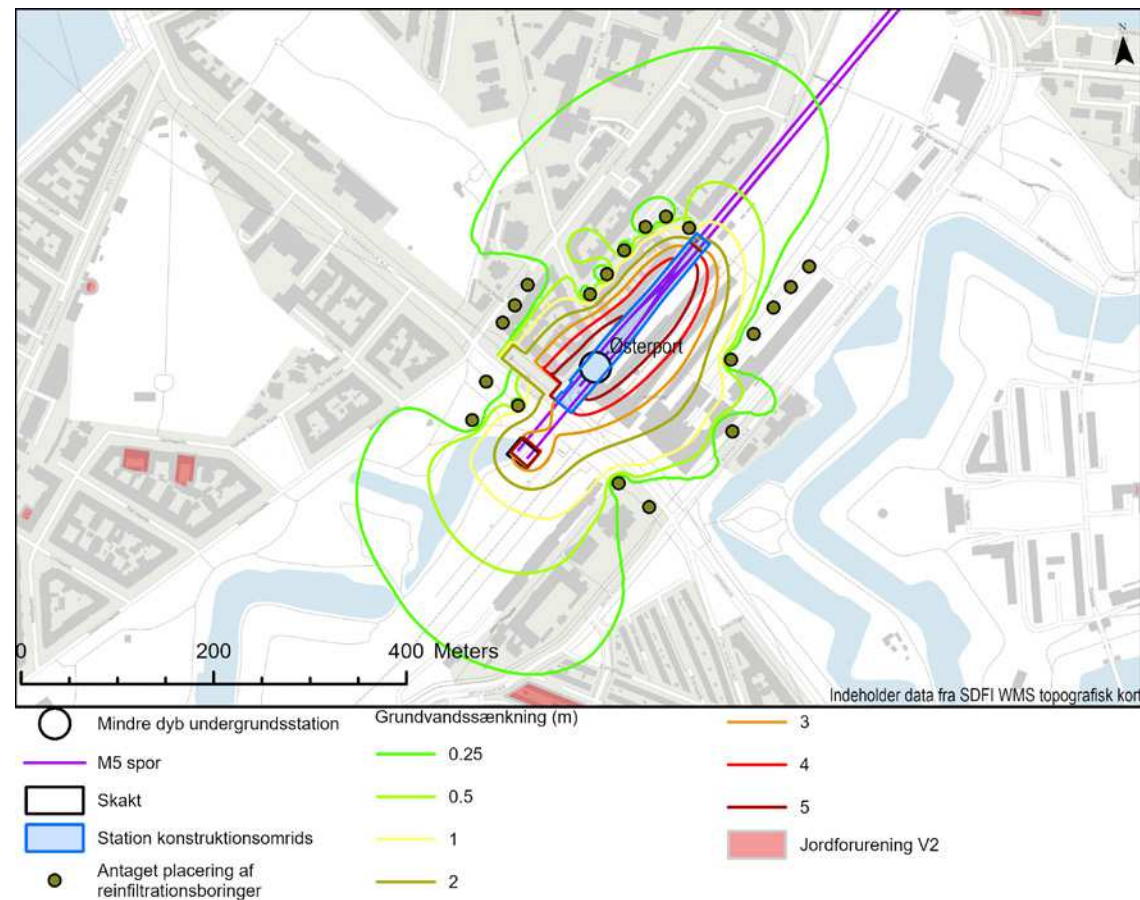 N
Østerport
0 200 400 Meters
Indeholder data fra SDFI WMS topografisk kort
Mindre dyb undergrundsstation
M5 spor
Skakt
Station konstruktionsomrids
Antaget placering af
reinfiltrationsboringer
Grundvandssænkning (m)
0.25
0.5
1
2
3
4
5
Jordforurening V2